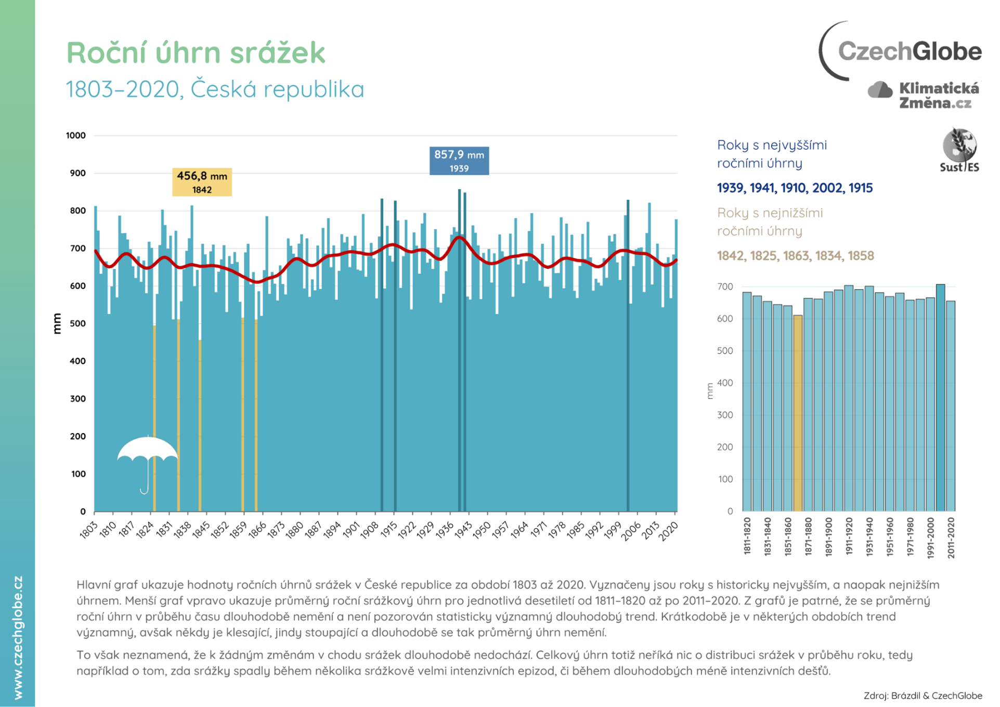 Roční úhrn srážek
1803–2020, Česká republika
CzechGlobe
Klimatická
Změna.cz
SustES
1000
900
800
700
600
500
400
300
200
100
0
mm
456,8 mm
1842
857,9 mm
1939
1803
1810
1817
1824
1831
1838
1845
1852
1859
1866
1873
1880
1887
1894
1901
1908
1915
1922
1929
1936
1943
1950
1957
1964
1971
1978
1985
1992
1999
2006
2013
2020
Roky s nejvyššími
ročními úhrny
1939, 1941, 1910, 2002, 1915
Roky s nejnižšími
ročními úhrny
1842, 1825, 1863, 1834, 1858
700
600
500
400
300
200
100
0
mm
1811-1820
1831-1840
1851-1860
1871-1880
1891-1900
1911-1920
1931-1940
1951-1960
1971-1980
1991-2000
2011-2020
Hlavní graf ukazuje hodnoty ročních úhrnů srážek v České republice za období 1803 až 2020. Vyznačeny jsou roky s historicky nejvyšším, a naopak nejnižším
úhrnem. Menší graf vpravo ukazuje průměrný roční srážkový úhrn pro jednotlivá desetiletí od 1811–1820 až po 2011–2020. Z grafů je patrné, že se průměrný
roční úhrn v průběhu času dlouhodobě nemění a není pozorován statisticky významný dlouhodobý trend. Krátkodobě je v některých obdobích trend
významný, avšak někdy je klesající, jindy stoupající a dlouhodobě se tak průměrný úhrn nemění.
To však neznamená, že k žádným změnám v chodu srážek dlouhodobě nedochází. Celkový úhrn totiž neříká nic o distribuci srážek v průběhu roku, tedy
například o tom, zda srážky spadly během několika srážkově velmi intenzivních epizod, či během dlouhodobých méně intenzivních dešťů.
Zdroj: Brázdil & CzechGlobe
www.czechglobe.cz